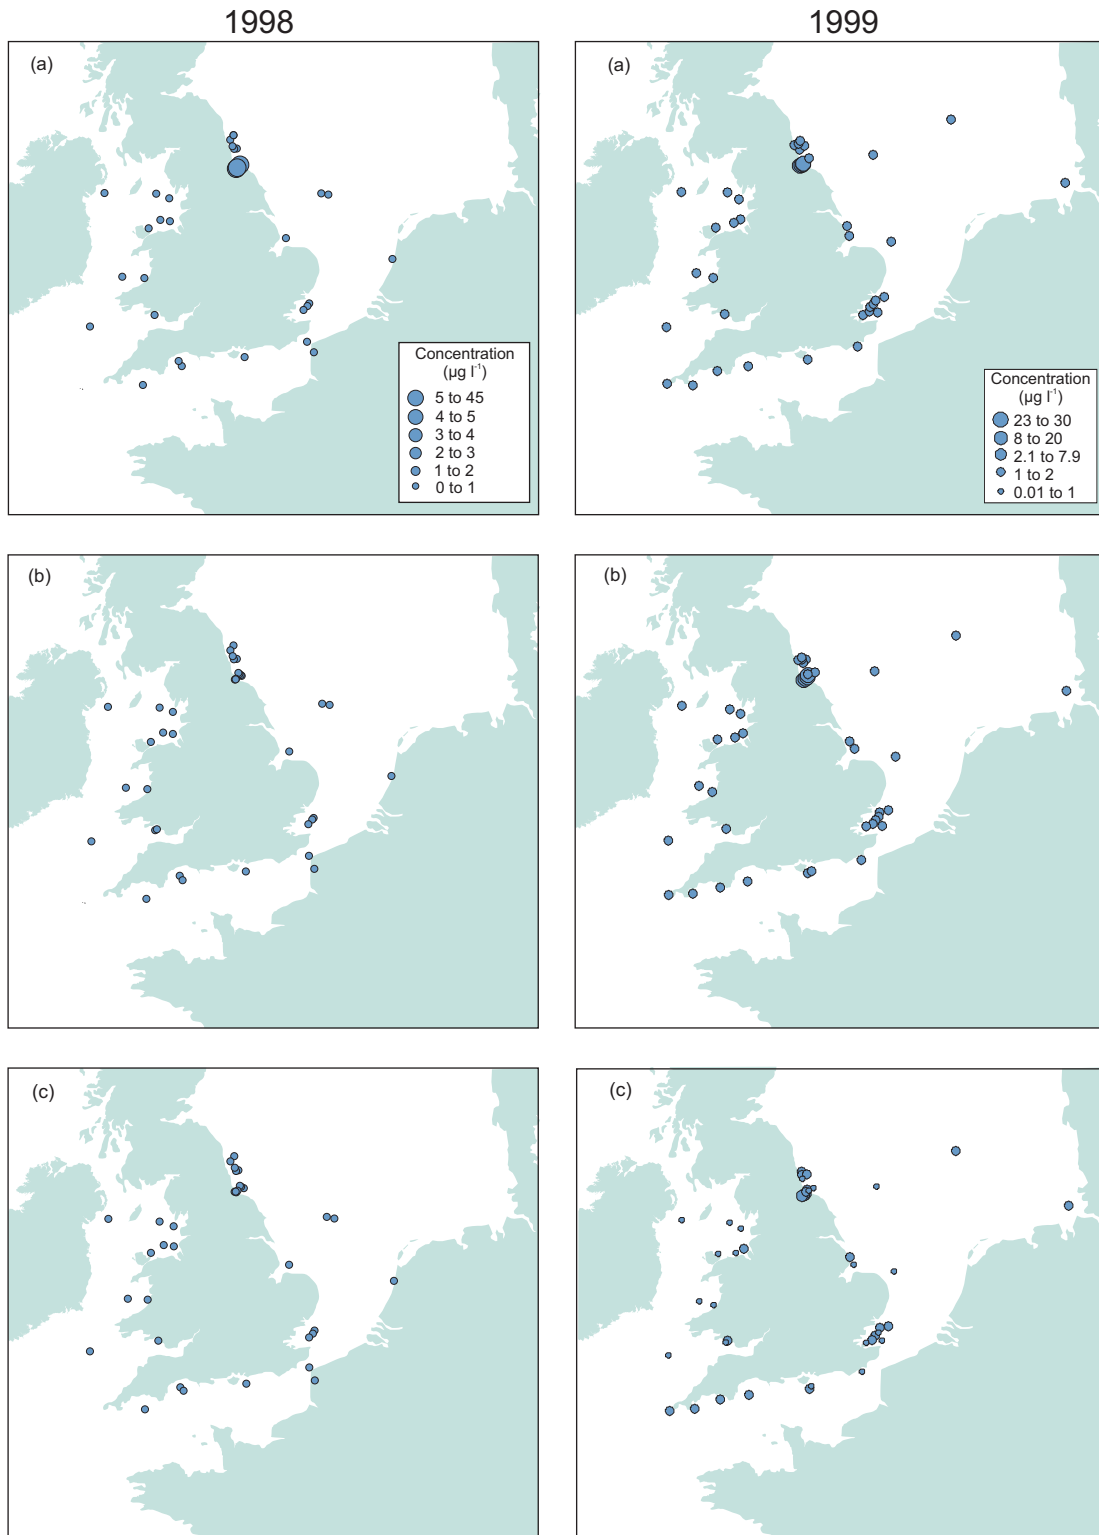 1998
1999
(a)
(a)
Concentration
(µg l⁻¹)
5 to 45
4 to 5
3 to 4
2 to 3
1 to 2
0 to 1
Concentration
(µg l⁻¹)
23 to 30
8 to 20
2.1 to 7.9
1 to 2
0.01 to 1
(b)
(b)
(c)
(c)